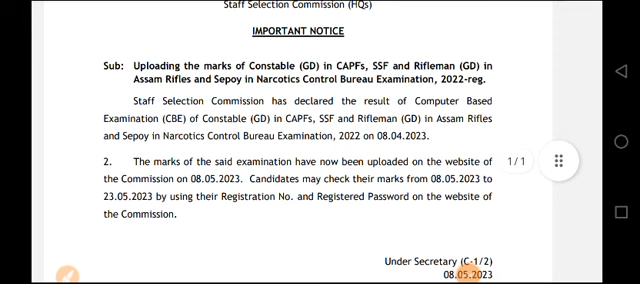 Staff Selection Commission (HQs)
IMPORTANT NOTICE
Sub: Uploading the marks of Constable (GD) in CAPFs, SSF and Rifleman (GD) in
Assam Rifles and Sepoy in Narcotics Control Bureau Examination, 2022-reg.
Staff Selection Commission has declared the result of Computer Based
Examination (CBE) of Constable (GD) in CAPFs, SSF and Rifleman (GD) in Assam Rifles
and Sepoy in Narcotics Control Bureau Examination, 2022 on 08.04.2023.
2. The marks of the said examination have now been uploaded on the website of
the Commission on 08.05.2023. Candidates may check their marks from 08.05.2023 to
23.05.2023 by using their Registration No. and Registered Password on the website of
the Commission.
1/1
Under Secretary (C-1/2)
08.05.2023